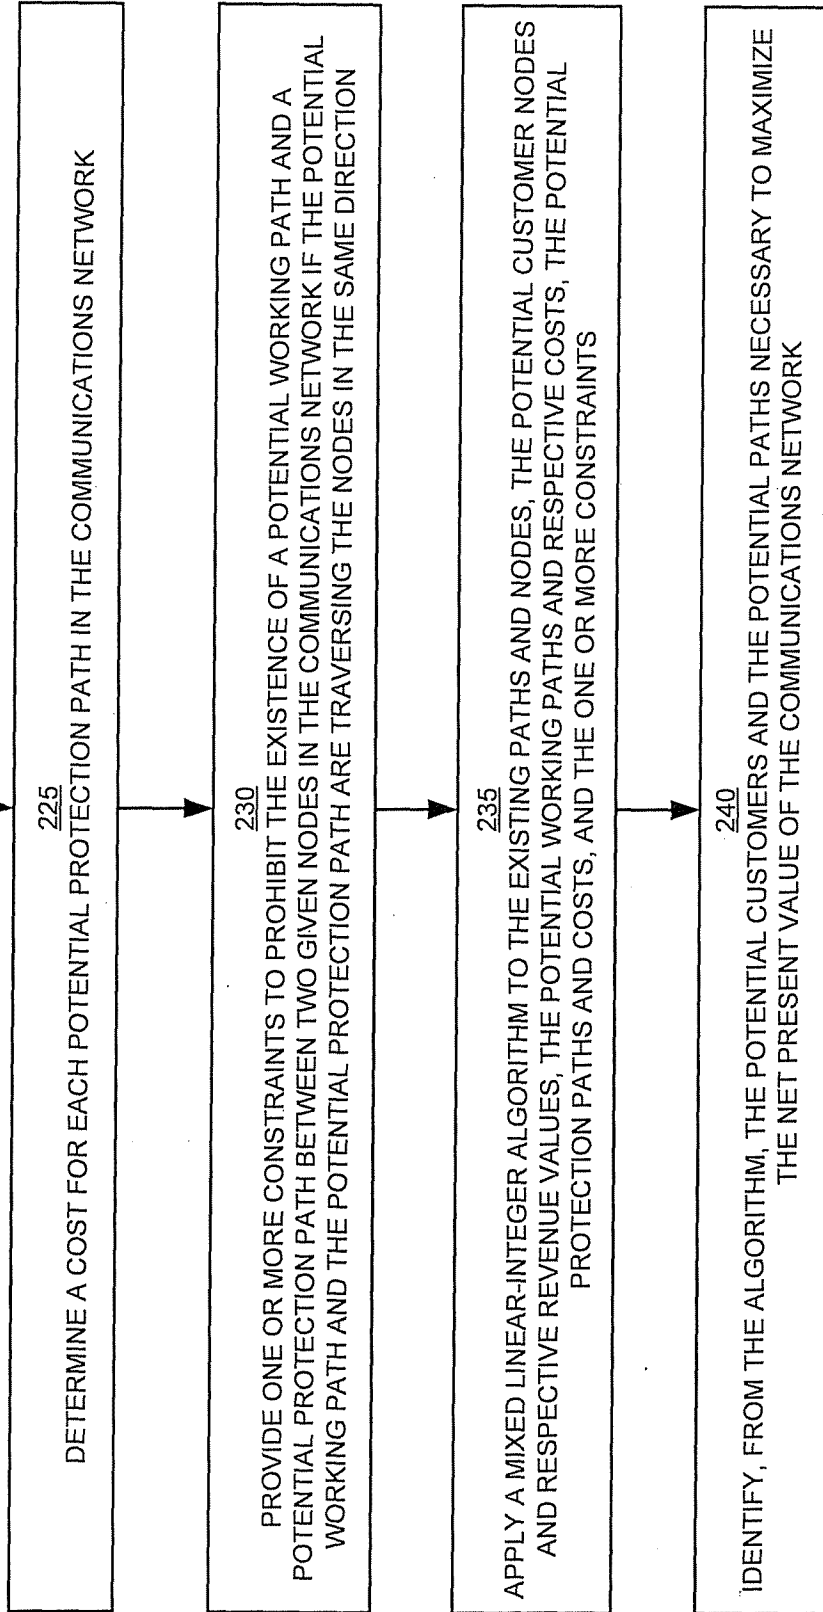 225
DETERMINE A COST FOR EACH POTENTIAL PROTECTION PATH IN THE COMMUNICATIONS NETWORK
230
PROVIDE ONE OR MORE CONSTRAINTS TO PROHIBIT THE EXISTENCE OF A POTENTIAL WORKING PATH AND A
POTENTIAL PROTECTION PATH BETWEEN TWO GIVEN NODES IN THE COMMUNICATIONS NETWORK IF THE POTENTIAL
WORKING PATH AND THE POTENTIAL PROTECTION PATH ARE TRAVERSING THE NODES IN THE SAME DIRECTION
235
APPLY A MIXED LINEAR-INTEGER ALGORITHM TO THE EXISTING PATHS AND NODES, THE POTENTIAL CUSTOMER NODES
AND RESPECTIVE REVENUE VALUES, THE POTENTIAL WORKING PATHS AND RESPECTIVE COSTS, THE POTENTIAL
PROTECTION PATHS AND COSTS, AND THE ONE OR MORE CONSTRAINTS
240
IDENTIFY, FROM THE ALGORITHM, THE POTENTIAL CUSTOMERS AND THE POTENTIAL PATHS NECESSARY TO MAXIMIZE
THE NET PRESENT VALUE OF THE COMMUNICATIONS NETWORK